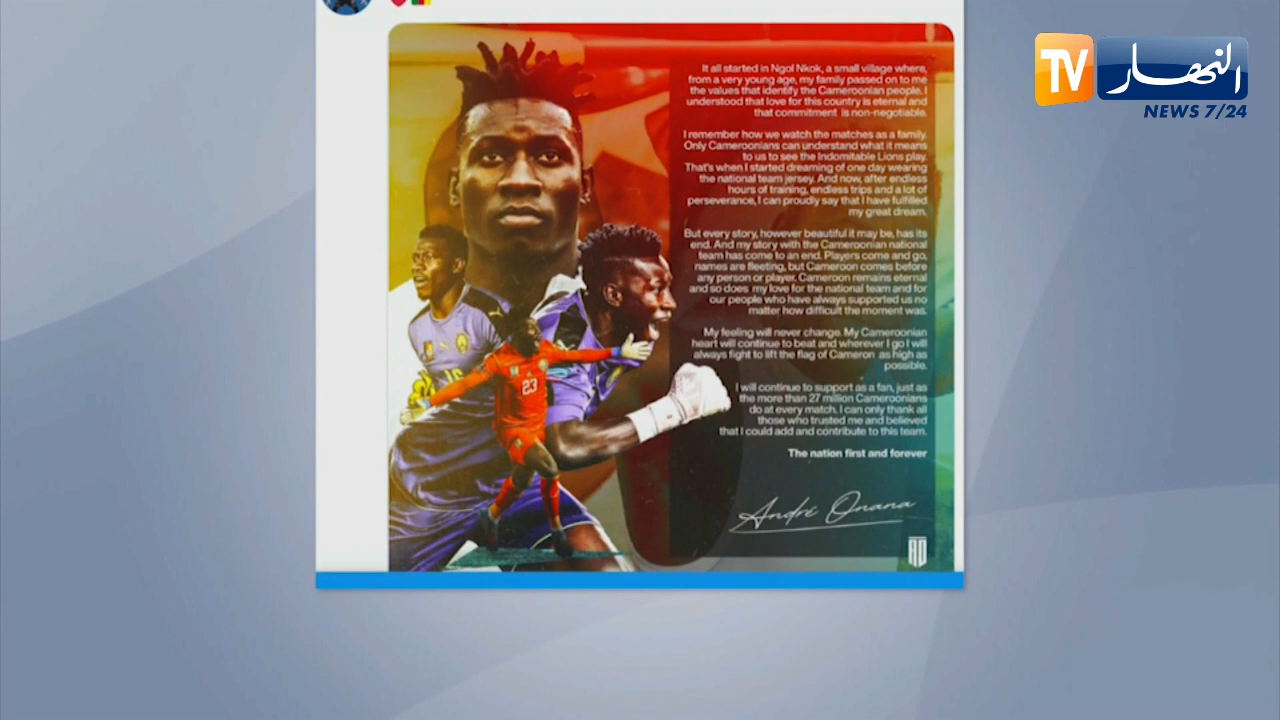 TV النهار
NEWS 7/24
It all started in Ngol Nkok, a small village where,
from a very young age, my family passed on to me
the values that identify the Cameroonian people. I
understood that love for this country is eternal and
that commitment is non-negotiable.
I remember how we watch the matches as a family.
Only Cameroonians can understand what it means
to us to see the Indomitable Lions play.
That's when I started dreaming of one day wearing
the national team jersey. And now, after endless
hours of training, endless trips and a lot of
perseverance, I can proudly say that I have fulfilled
my great dream.
But every story, however beautiful it may be, has its
end. And my story with the Cameroonian national
team has come to an end. Players come and go,
names are fleeting, but Cameroon comes before
any person or player. Cameroon remains eternal
and so does my love for the national team and for
our people who have always supported us no
matter how difficult the moment was.
My feeling will never change. My Cameroonian
heart will continue to beat and wherever I go I will
always fight to lift the flag of Cameron as high as
possible.
I will continue to support as a fan, just as
the more than 27 million Cameroonians
do at every match. I can only thank all
those who trusted me and believed
that I could add and contribute to this team.
The nation first and forever
André Onana
23